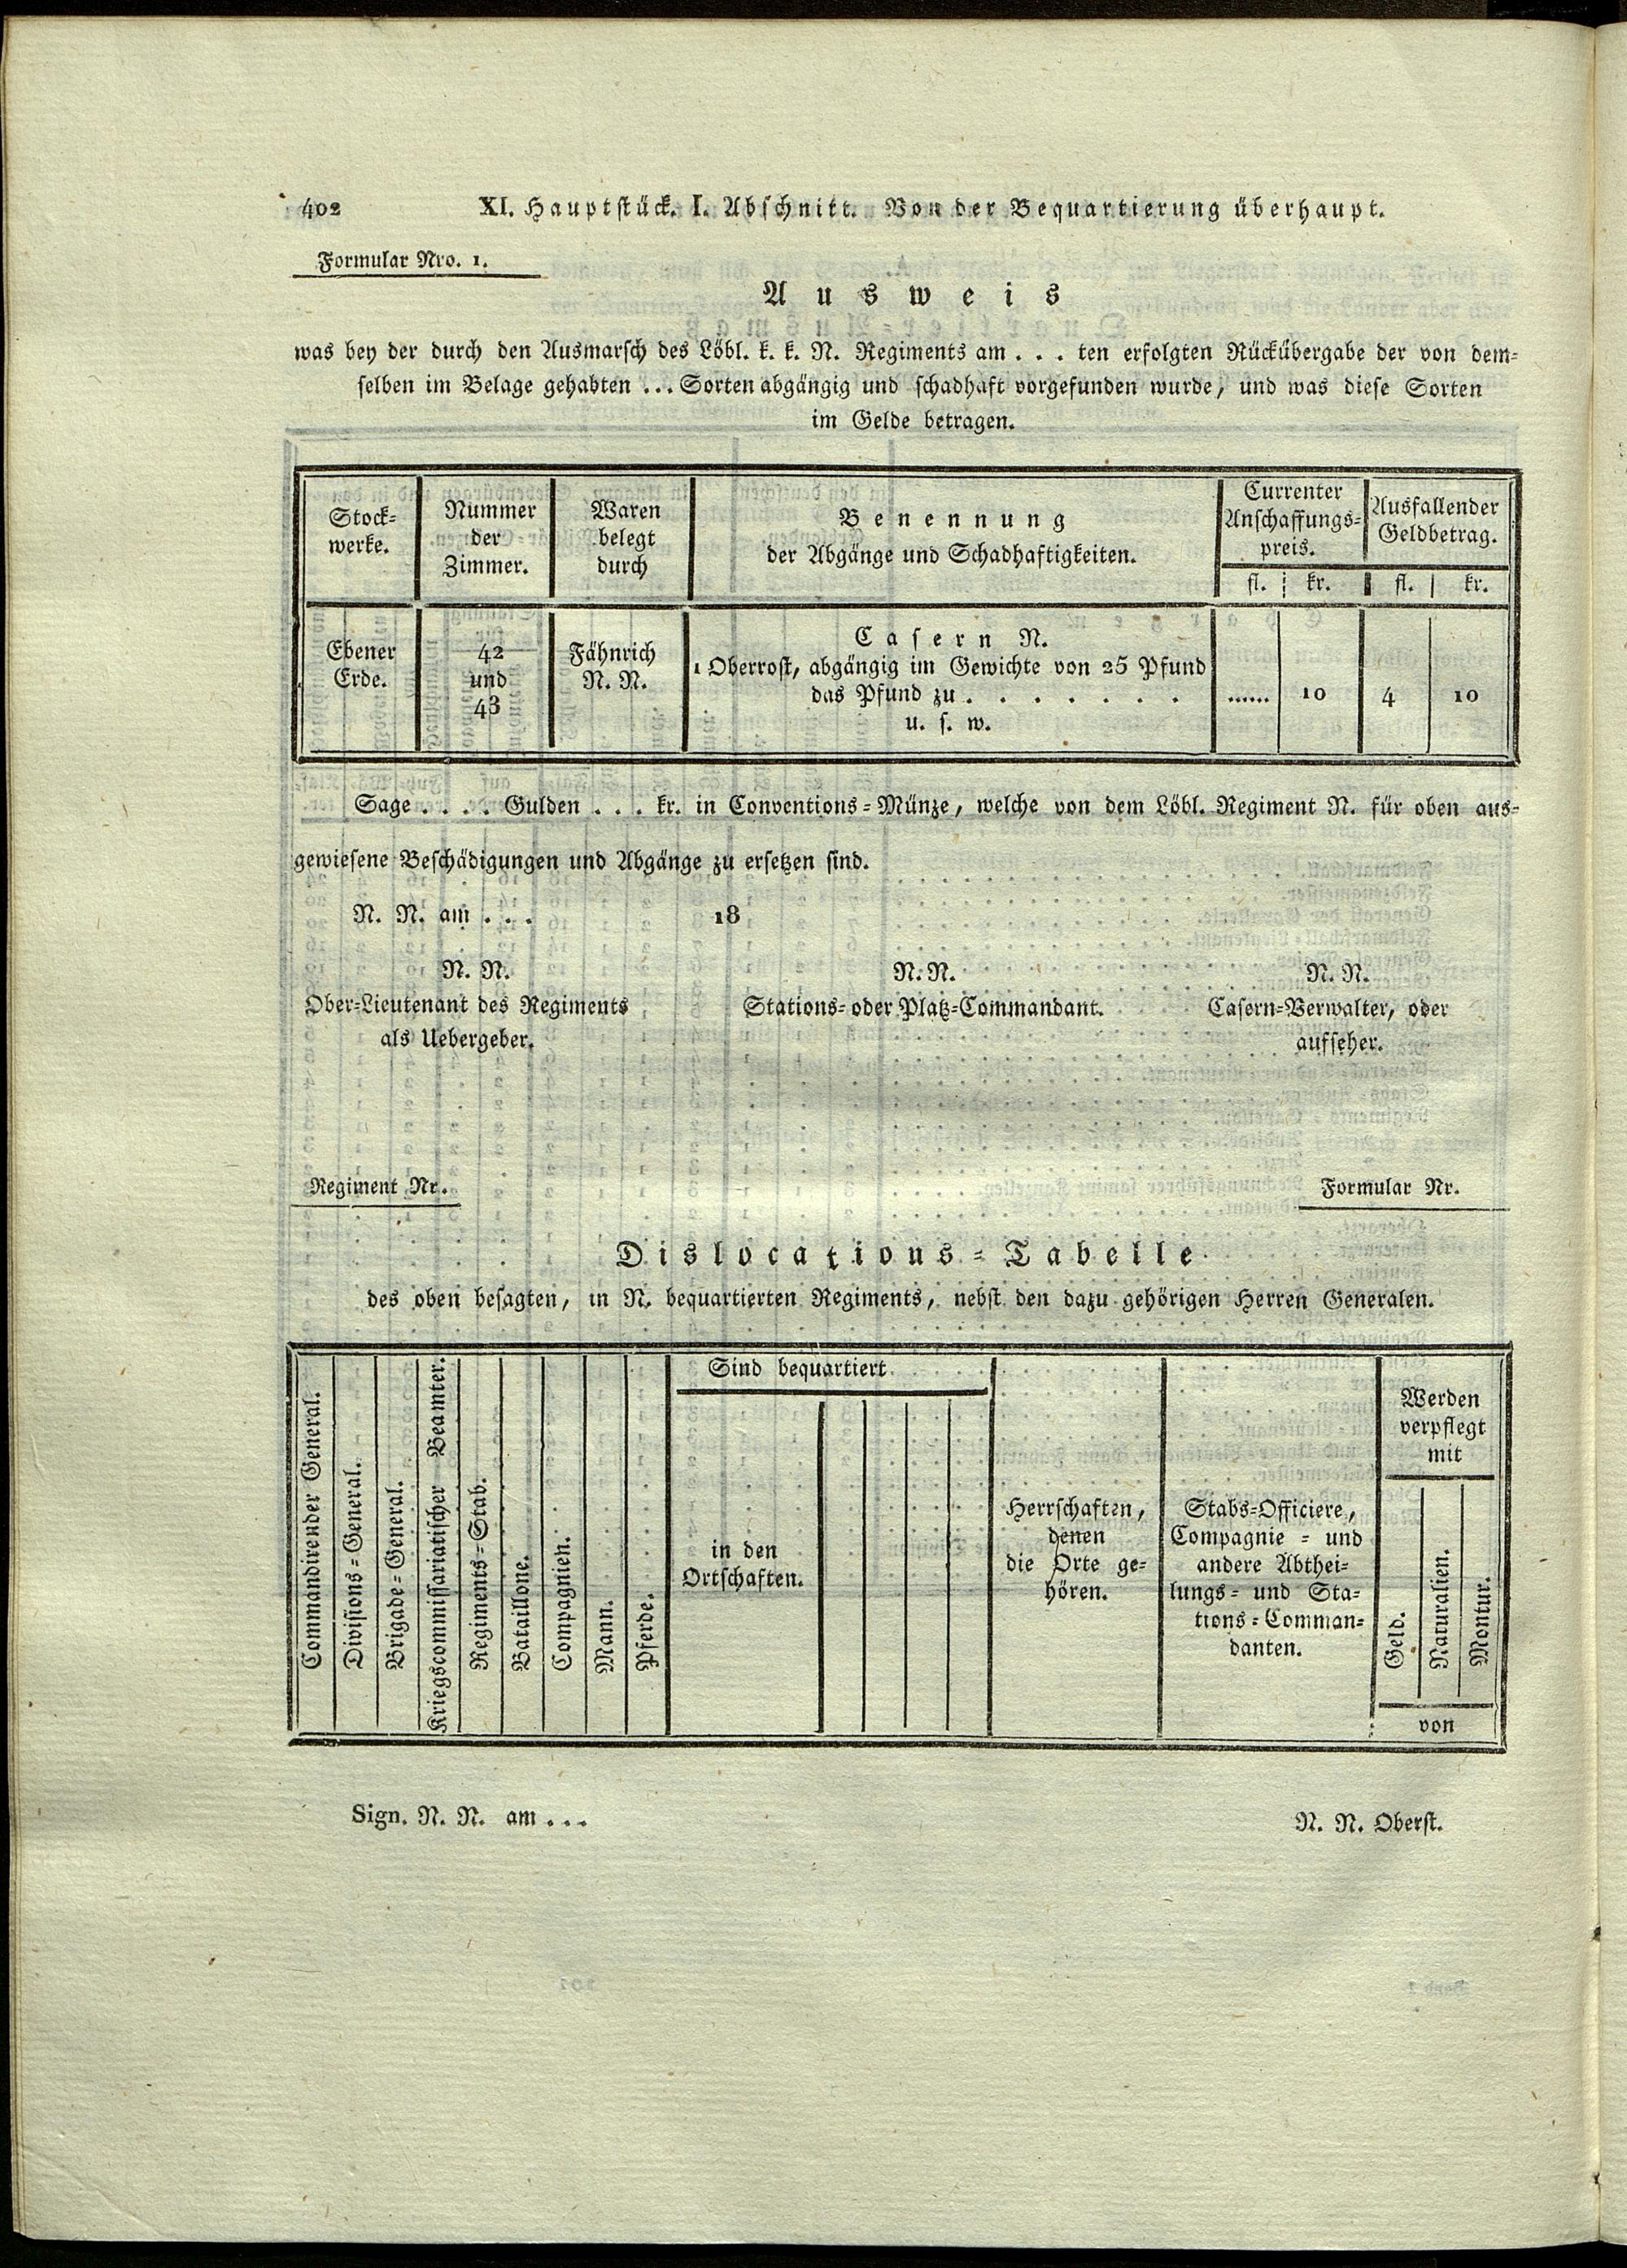 402 XI. Hauptstück. I. Abschnitt. Von der Bequartierung überhaupt.
Formular Nro. 1.
Ausweis
was bey der durch den Ausmarsch des Löbl. k. k. N. Regiments am . . . ten erfolgten Rückübergabe der von dem-
selben im Belage gehabten ... Sorten abgängig und schadhaft vorgefunden wurde, und was diese Sorten
im Gelde betragen.
Stock-
werke.
Nummer
der
Zimmer.
Waren
belegt
durch
Benennung
der Abgänge und Schadhaftigkeiten.
Currenter
Anschaffungs-
preis.
Ausfallender
Geldbetrag.
fl. kr. fl. kr.
Ebener
Erde.
42
und
43
Fähnrich
N. N.
Casern N.
1 Oberrost, abgängig im Gewichte von 25 Pfund
das Pfund zu . . . . . . .
u. s. w.
...... 10 4 10
Sage . . . . Gulden . . . kr. in Conventions-Münze, welche von dem Löbl. Regiment N. für oben aus-
gewiesene Beschädigungen und Abgänge zu ersetzen sind.
N. N. am . . . 18
N. N.
Ober-Lieutenant des Regiments
als Uebergeber.
N. N.
Stations- oder Platz-Commandant.
N. N.
Casern-Verwalter, oder
aufseher.
Regiment Nr. Formular Nr.
Dislocations-Tabelle
des oben besagten, in N. bequartierten Regiments, nebst den dazu gehörigen Herren Generalen.
Commandirender General.
Divisions-General.
Brigade-General.
Kriegscommissariatischer Beamter.
Regiments-Stab.
Bataillone.
Compagnien.
Mann.
Pferde.
Sind bequartiert
in den
Ortschaften.
Herrschaften,
denen
die Orte ge-
hören.
Stabs-Officiere,
Compagnie- und
andere Abthei-
lungs- und Sta-
tions-Comman-
danten.
Werden
verpflegt
mit
Geld.
Naturalien.
Montur.
von
Sign. N. N. am ... N. N. Oberst.